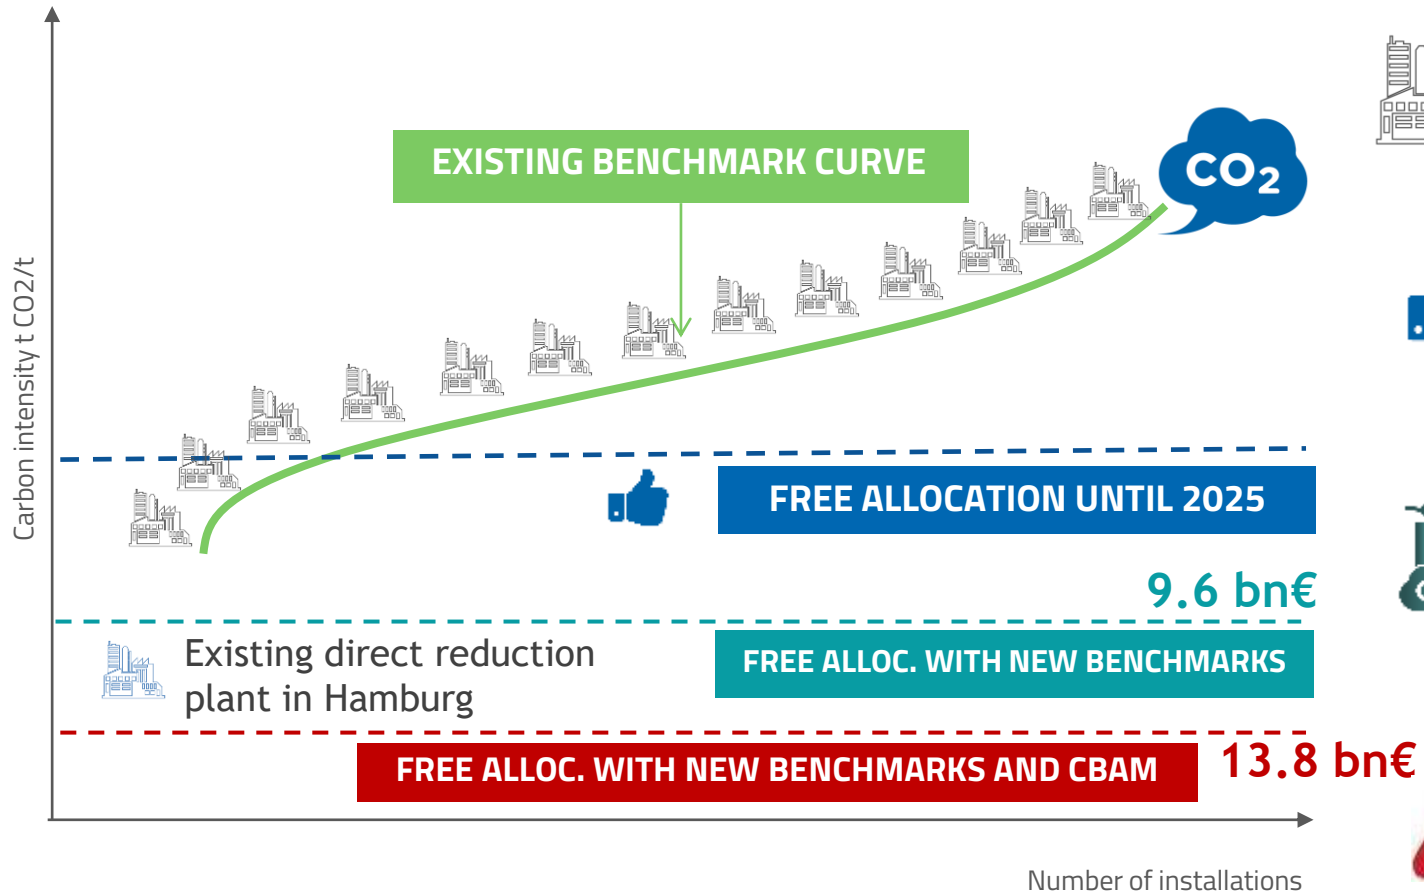 EXISTING BENCHMARK CURVE
CO2
Carbon intensity t CO2/t
FREE ALLOCATION UNTIL 2025
9.6 bn€
Existing direct reduction
plant in Hamburg
FREE ALLOC. WITH NEW BENCHMARKS
FREE ALLOC. WITH NEW BENCHMARKS AND CBAM
13.8 bn€
Number of installations